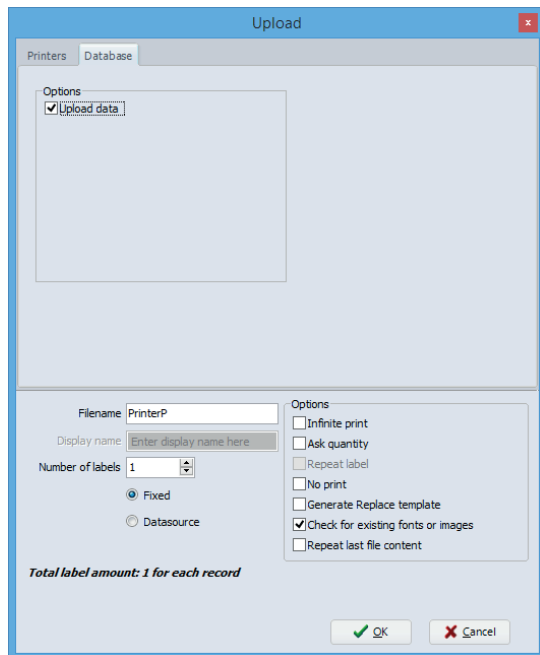 Upload
x
Printers Database
Options
Upload data
Filename PrinterP
Display name Enter display name here
Number of labels 1
Fixed
Datasource
Total label amount: 1 for each record
Options
Infinite print
Ask quantity
Repeat label
No print
Generate Replace template
Check for existing fonts or images
Repeat last file content
OK Cancel